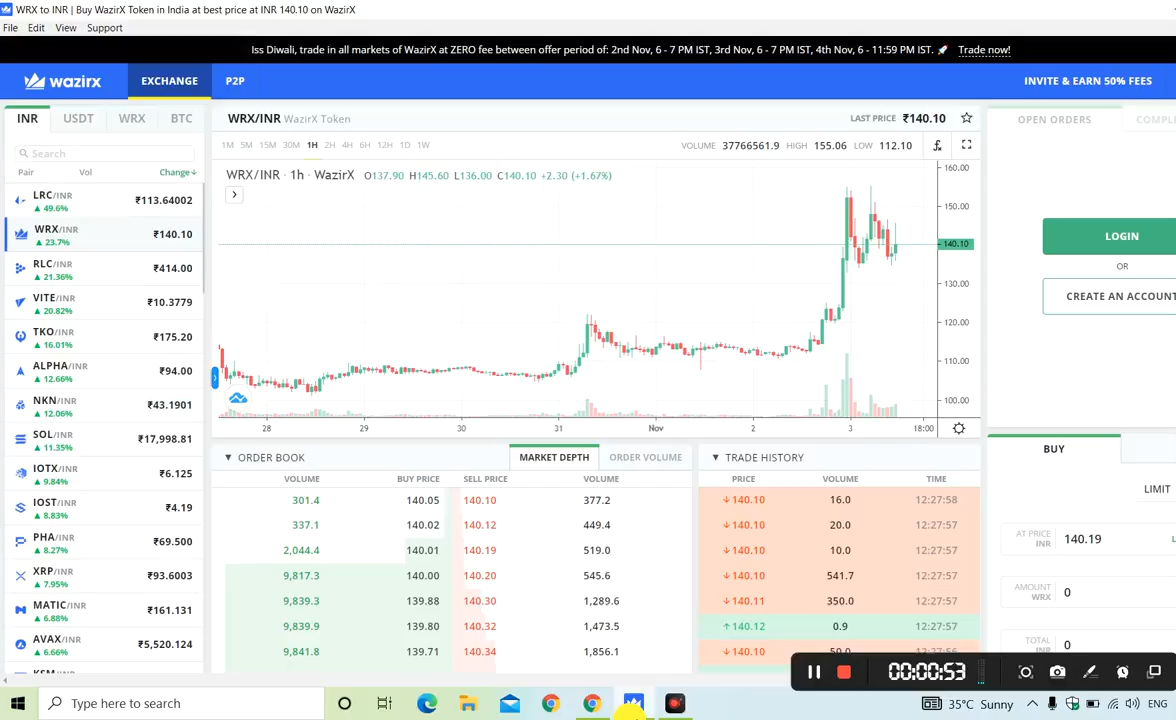 WRX to INR | Buy WazirX Token in India at best price at INR 140.10 on WazirX
File Edit View Support
Iss Diwali, trade in all markets of WazirX at ZERO fee between offer period of: 2nd Nov, 6 - 7 PM IST, 3rd Nov, 6 - 7 PM IST, 4th Nov, 6 - 11:59 PM IST. 🚀 Trade now!
wazirx EXCHANGE P2P INVITE & EARN 50% FEES
INR USDT WRX BTC
Search
Pair Vol Change
LRC/INR ₹113.64002
▲ 49.6%
WRX/INR ₹140.10
▲ 23.7%
RLC/INR ₹414.00
▲ 21.36%
VITE/INR ₹10.3779
▲ 20.82%
TKO/INR ₹175.20
▲ 16.01%
ALPHA/INR ₹94.00
▲ 12.66%
NKN/INR ₹43.1901
▲ 12.06%
SOL/INR ₹17,998.81
▲ 11.35%
IOTX/INR ₹6.125
▲ 9.84%
IOST/INR ₹4.19
▲ 8.83%
PHA/INR ₹69.500
▲ 8.27%
XRP/INR ₹93.6003
▲ 7.95%
MATIC/INR ₹161.131
▲ 6.88%
AVAX/INR ₹5,520.124
▲ 6.66%
WRX/INR WazirX Token LAST PRICE ₹140.10
1M 5M 15M 30M 1H 2H 4H 6H 12H 1D 1W VOLUME 37766561.9 HIGH 155.06 LOW 112.10
WRX/INR · 1h · WazirX O137.90 H145.60 L136.00 C140.10 +2.30 (+1.67%)
160.00
150.00
140.10
130.00
120.00
110.00
100.00
28 29 30 31 Nov 2 3 18:00
▼ ORDER BOOK MARKET DEPTH ORDER VOLUME
VOLUME BUY PRICE SELL PRICE VOLUME
301.4 140.05 140.10 377.2
337.1 140.02 140.12 449.4
2,044.4 140.01 140.19 519.0
9,817.3 140.00 140.20 545.6
9,839.3 139.88 140.30 1,289.6
9,839.9 139.80 140.32 1,473.5
9,841.8 139.71 140.34 1,856.1
▼ TRADE HISTORY
PRICE VOLUME TIME
↓140.10 16.0 12:27:58
↓140.10 20.0 12:27:57
↓140.10 10.0 12:27:57
↓140.10 541.7 12:27:57
↓140.11 350.0 12:27:57
↑140.12 0.9 12:27:57
↓140.10 50.0
OPEN ORDERS
LOGIN
OR
CREATE AN ACCOUNT
BUY
LIMIT
AT PRICE INR 140.19
AMOUNT WRX 0
TOTAL INR 0
00:00:53
Type here to search 35°C Sunny ENG